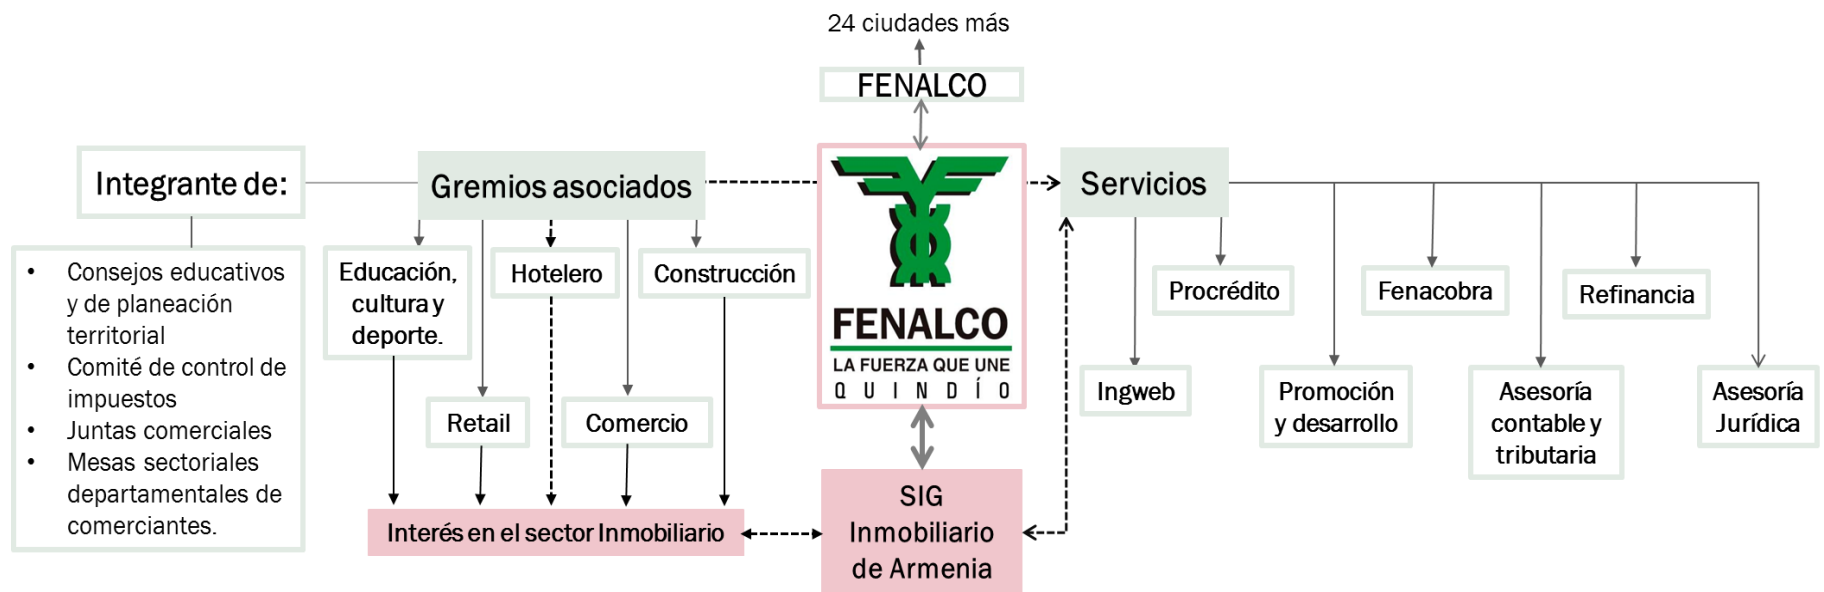 24 ciudades más
FENALCO
Integrante de:
• Consejos educativos
y de planeación
territorial
• Comité de control de
impuestos
• Juntas comerciales
• Mesas sectoriales
departamentales de
comerciantes.
Gremios asociados
Educación,
cultura y
deporte.
Hotelero
Construcción
Retail
Comercio
Interés en el sector Inmobiliario
FENALCO
LA FUERZA QUE UNE
QUINDÍO
SIG
Inmobiliario
de Armenia
Servicios
Procrédito
Fenacobra
Refinancia
Ingweb
Promoción
y desarrollo
Asesoría
contable y
tributaria
Asesoría
Jurídica